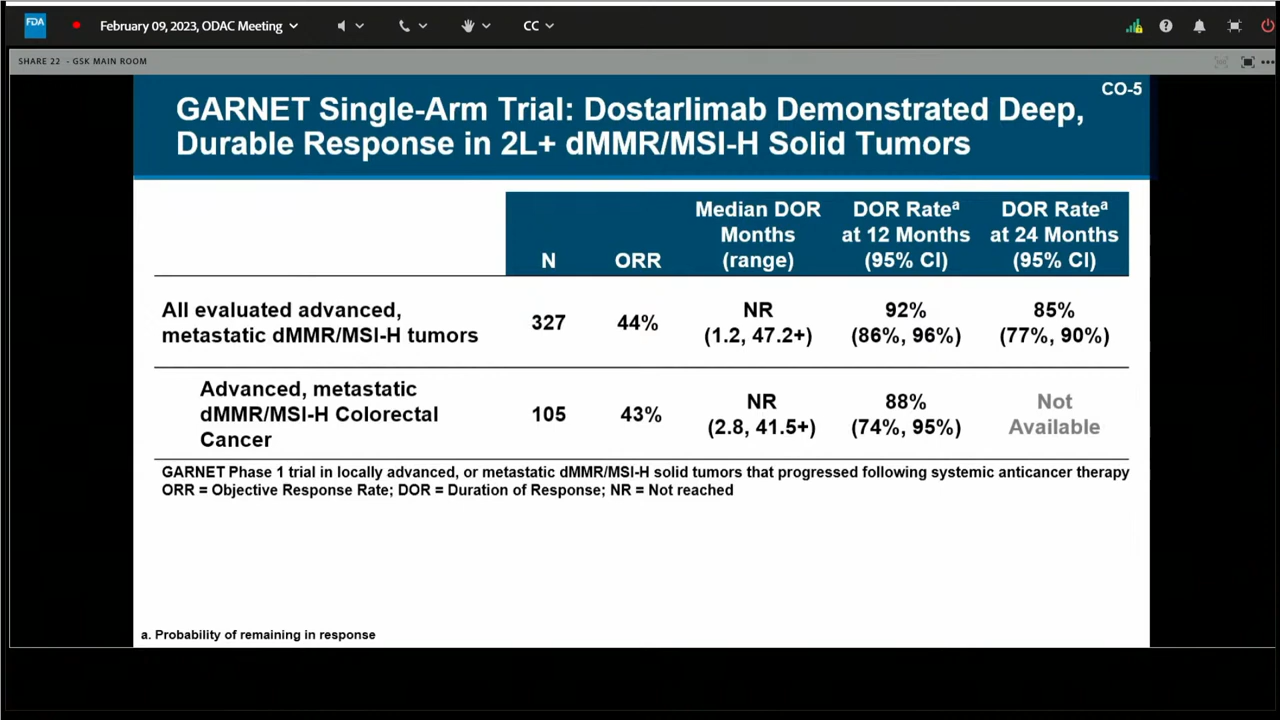 FDA
February 09, 2023, ODAC Meeting
CC
SHARE 22 - GSK MAIN ROOM
CO-5
GARNET Single-Arm Trial: Dostarlimab Demonstrated Deep,
Durable Response in 2L+ dMMR/MSI-H Solid Tumors
N
ORR
Median DOR
Months
(range)
DOR Rateᵃ
at 12 Months
(95% CI)
DOR Rateᵃ
at 24 Months
(95% CI)
All evaluated advanced,
metastatic dMMR/MSI-H tumors
327
44%
NR
(1.2, 47.2+)
92%
(86%, 96%)
85%
(77%, 90%)
Advanced, metastatic
dMMR/MSI-H Colorectal
Cancer
105
43%
NR
(2.8, 41.5+)
88%
(74%, 95%)
Not
Available
GARNET Phase 1 trial in locally advanced, or metastatic dMMR/MSI-H solid tumors that progressed following systemic anticancer therapy
ORR = Objective Response Rate; DOR = Duration of Response; NR = Not reached
a. Probability of remaining in response